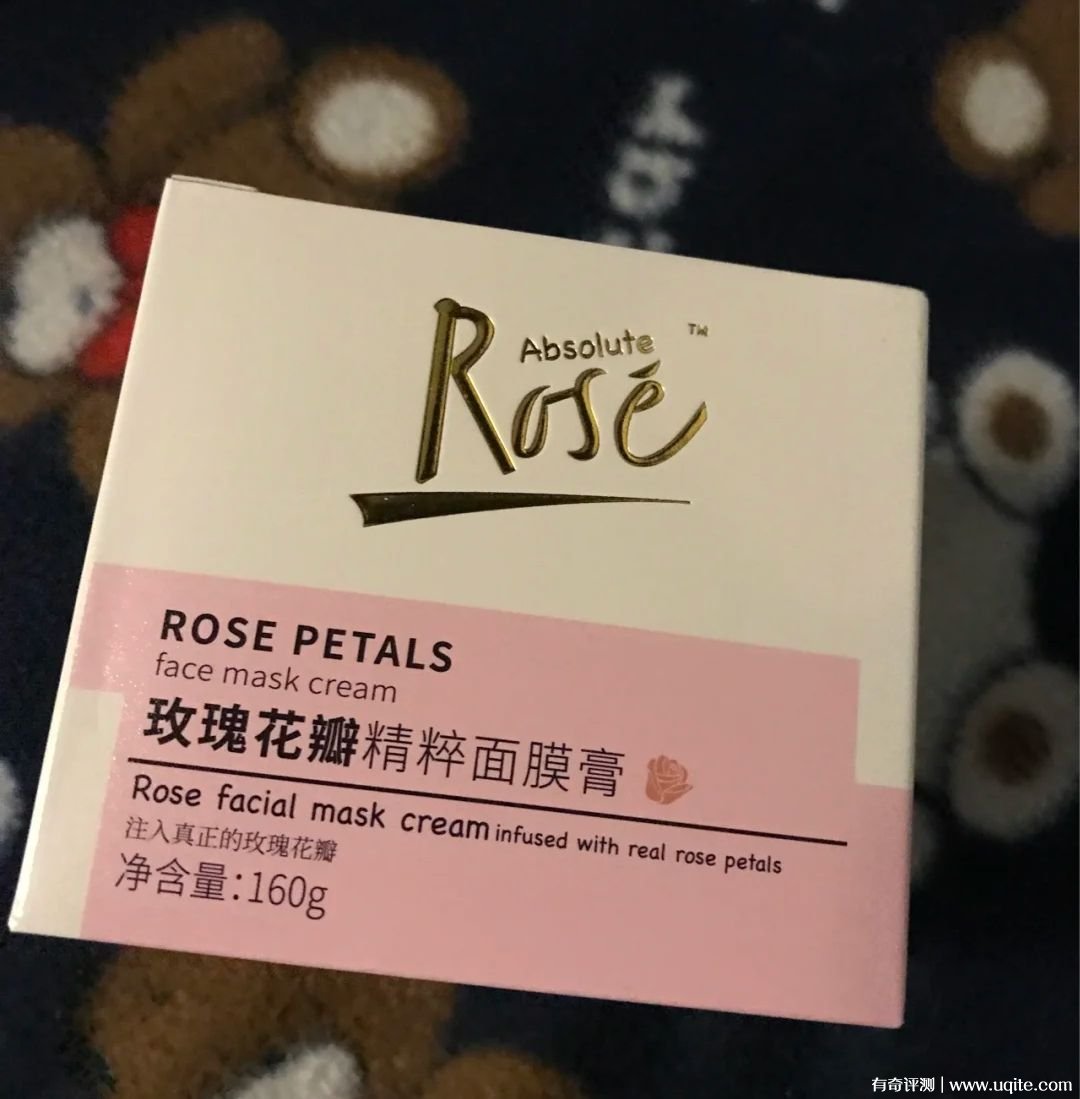 Absolute
Rosé
TM
ROSE PETALS
face mask cream
玫瑰花瓣精粹面膜膏
Rose facial mask cream infused with real rose petals
注入真正的玫瑰花瓣
净含量:160g
有奇评测 | www.uqite.com